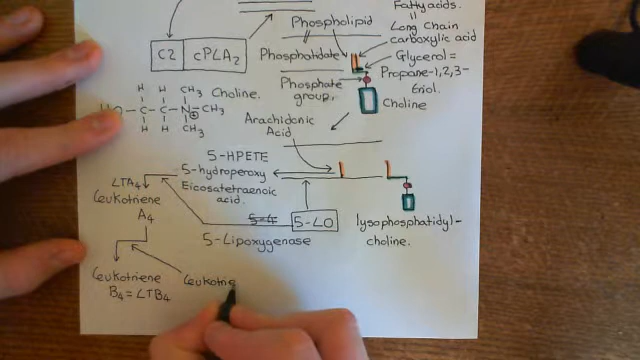 Fatty acids.
=
Long Chain
carboxylic acid
Phospholipid
C2 cPLA2
Phosphatidate
Glycerol =
Propane-1,2,3-
triol.
Phosphate
group.
Choline
H H CH3
Choline.
HO-C-C-N-CH3
⊕
H H CH3
Arachidonic
Acid
5-HPETE
5-hydroperoxy
Eicosatetraenoic
acid.
LTA4
Leukotriene
A4
5-LO
5-Lipoxygenase
lysophosphatidyl-
choline.
Leukotriene
B4 = LTB4
Leukotrie